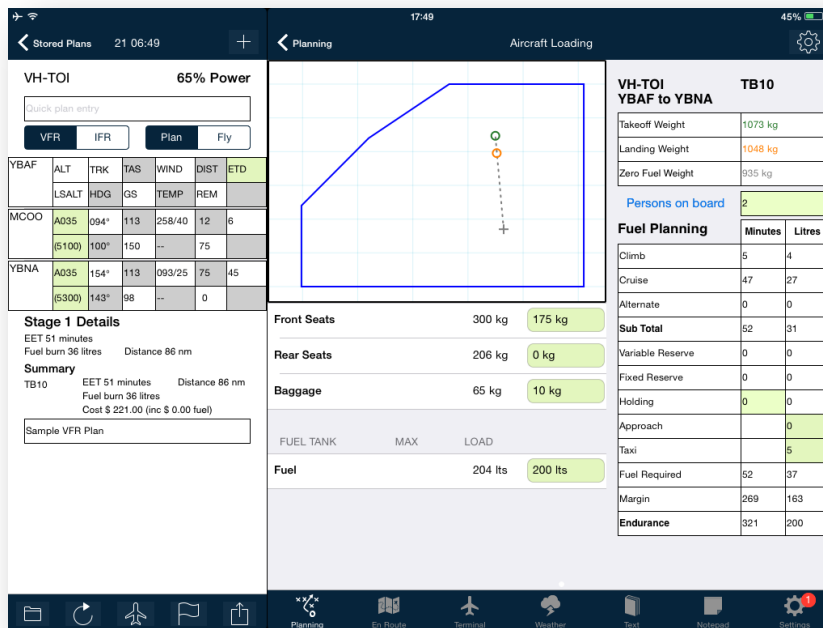 17:49
45%
Stored Plans 21 06:49
Planning Aircraft Loading
VH-TOI 65% Power
Quick plan entry
VFR IFR Plan Fly
YBAF ALT TRK TAS WIND DIST ETD
LSALT HDG GS TEMP REM
MCOO A035 094° 113 258/40 12 6
(5100) 100° 150 -- 75
YBNA A035 154° 113 093/25 75 45
(5300) 143° 98 -- 0
Stage 1 Details
EET 51 minutes
Fuel burn 36 litres Distance 86 nm
Summary
TB10 EET 51 minutes Distance 86 nm
Fuel burn 36 litres
Cost $ 221.00 (inc $ 0.00 fuel)
Sample VFR Plan
Front Seats 300 kg 175 kg
Rear Seats 206 kg 0 kg
Baggage 65 kg 10 kg
FUEL TANK MAX LOAD
Fuel 204 lts 200 lts
VH-TOI TB10
YBAF to YBNA
Takeoff Weight 1073 kg
Landing Weight 1048 kg
Zero Fuel Weight 935 kg
Persons on board 2
Fuel Planning Minutes Litres
Climb 5 4
Cruise 47 27
Alternate 0 0
Sub Total 52 31
Variable Reserve 0 0
Fixed Reserve 0 0
Holding 0 0
Approach 0
Taxi 5
Fuel Required 52 37
Margin 269 163
Endurance 321 200
Planning En Route Terminal Weather Text Notepad Settings
1